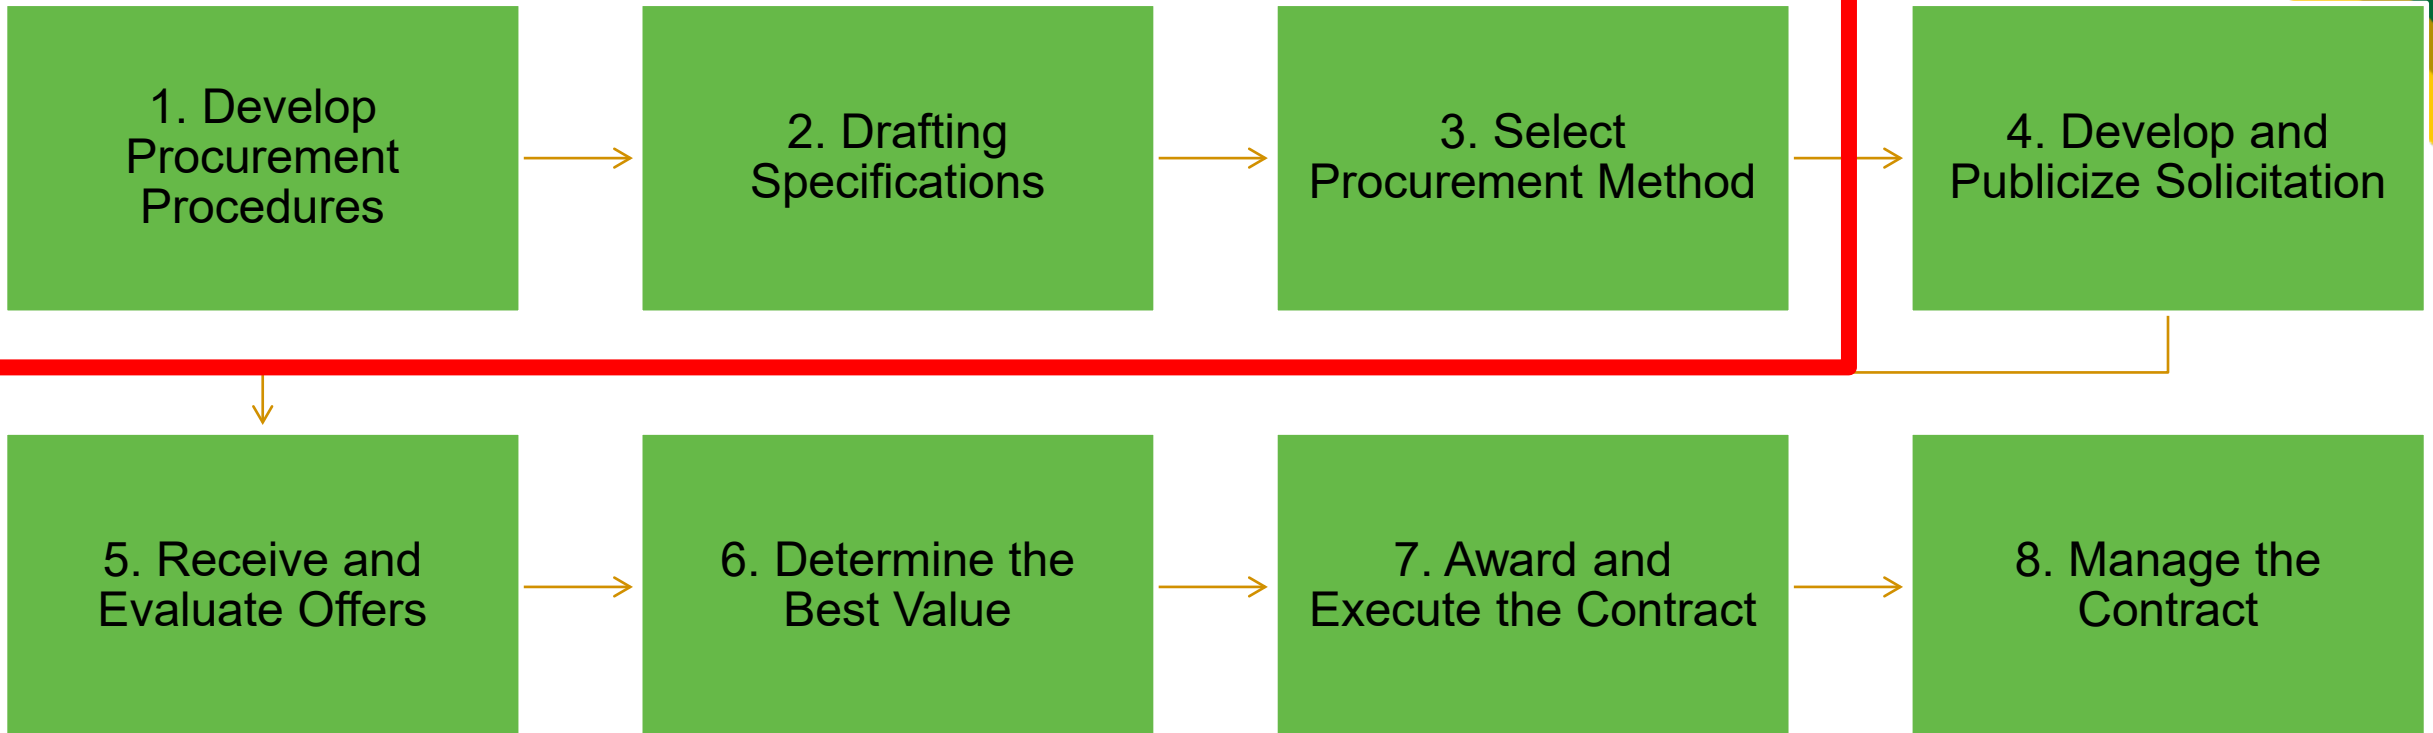 1. Develop
Procurement
Procedures
2. Drafting
Specifications
3. Select
Procurement Method
4. Develop and
Publicize Solicitation
5. Receive and
Evaluate Offers
6. Determine the
Best Value
7. Award and
Execute the Contract
8. Manage the
Contract